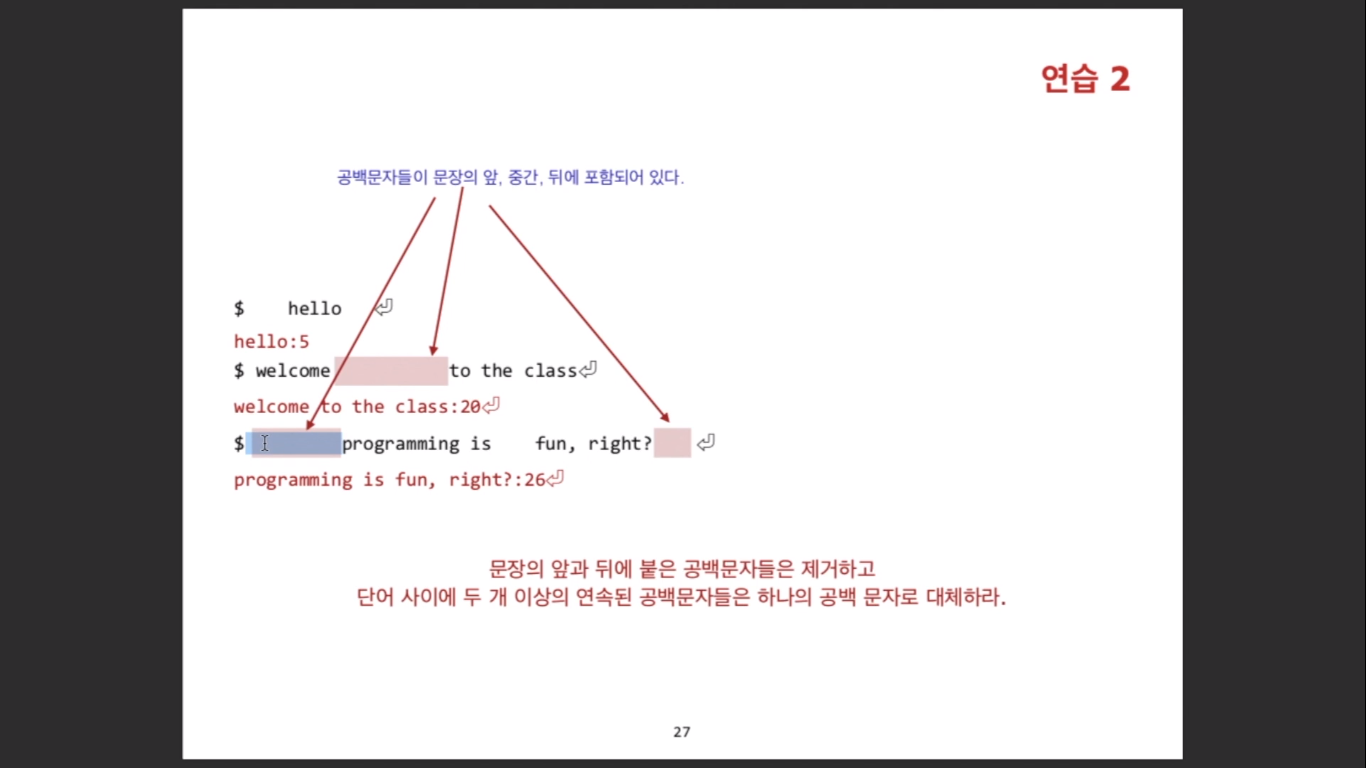 연습 2
공백문자들이 문장의 앞, 중간, 뒤에 포함되어 있다.
$    hello   ⏎
hello:5
$ welcome          to the class⏎
welcome to the class:20⏎
$         programming is    fun, right?    ⏎
programming is fun, right?:26⏎
문장의 앞과 뒤에 붙은 공백문자들은 제거하고
단어 사이에 두 개 이상의 연속된 공백문자들은 하나의 공백 문자로 대체하라.
27